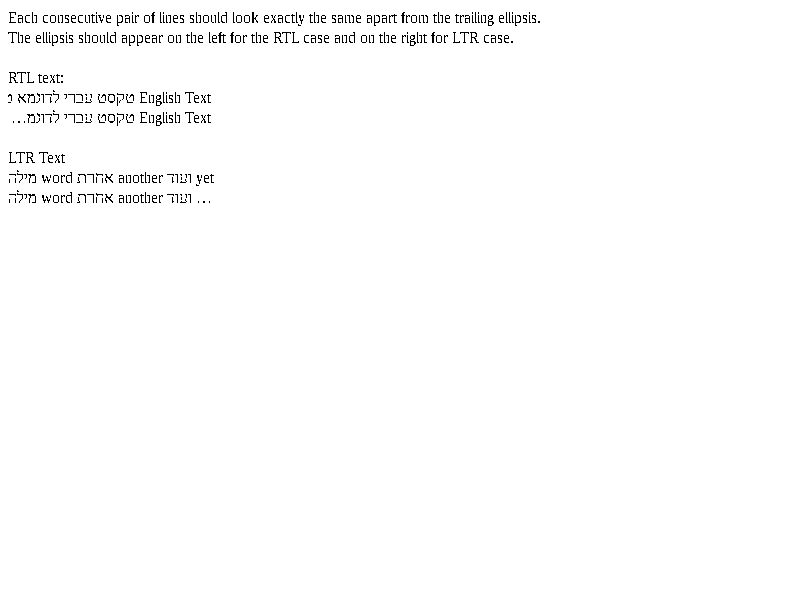 Each consecutive pair of lines should look exactly the same apart from the trailing ellipsis.
The ellipsis should appear on the left for the RTL case and on the right for LTR case.
RTL text:
English Text טקסט עברי לדוגמא
English Text טקסט עברי לדוגמ…
LTR Text
מילה word אחרת another ועוד yet
מילה word אחרת another ועוד …